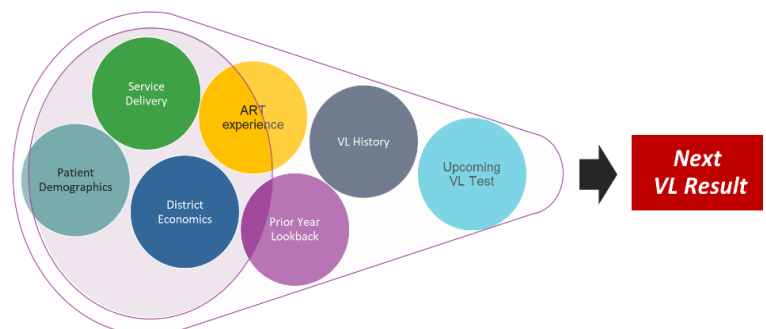 Service
Delivery
ART
experience
VL History
Upcoming
VL Test
Patient
Demographics
District
Economics
Prior Year
Lookback
Next
VL Result